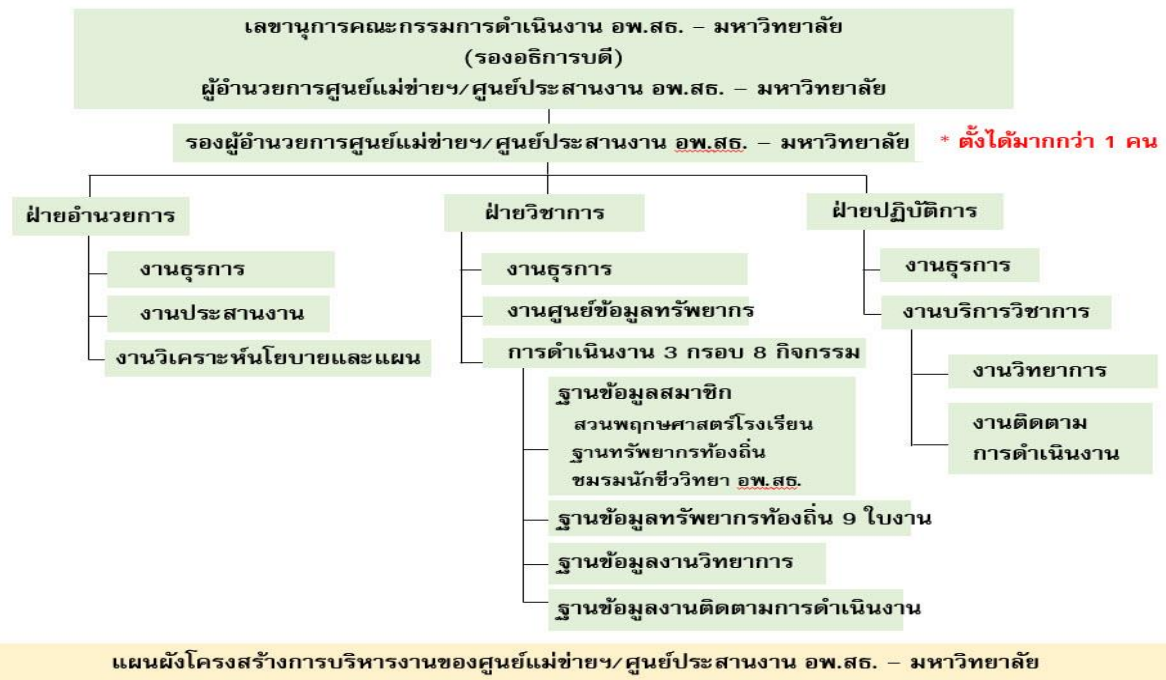 เลขานุการคณะกรรมการดำเนินงาน อพ.สธ. – มหาวิทยาลัย
(รองอธิการบดี)
ผู้อำนวยการศูนย์แม่ข่ายฯ/ศูนย์ประสานงาน อพ.สธ. – มหาวิทยาลัย
รองผู้อำนวยการศูนย์แม่ข่ายฯ/ศูนย์ประสานงาน อพ.สธ. – มหาวิทยาลัย * ตั้งได้มากกว่า 1 คน
ฝ่ายอำนวยการ
งานธุรการ
งานประสานงาน
งานวิเคราะห์นโยบายและแผน
ฝ่ายวิชาการ
งานธุรการ
งานศูนย์ข้อมูลทรัพยากร
การดำเนินงาน 3 กรอบ 8 กิจกรรม
ฐานข้อมูลสมาชิก
สวนพฤกษศาสตร์โรงเรียน
ฐานทรัพยากรท้องถิ่น
ชมรมนักชีววิทยา อพ.สธ.
ฐานข้อมูลทรัพยากรท้องถิ่น 9 ใบงาน
ฐานข้อมูลงานวิทยาการ
ฐานข้อมูลงานติดตามการดำเนินงาน
ฝ่ายปฏิบัติการ
งานธุรการ
งานบริการวิชาการ
งานวิทยาการ
งานติดตาม
การดำเนินงาน
แผนผังโครงสร้างการบริหารงานของศูนย์แม่ข่ายฯ/ศูนย์ประสานงาน อพ.สธ. – มหาวิทยาลัย